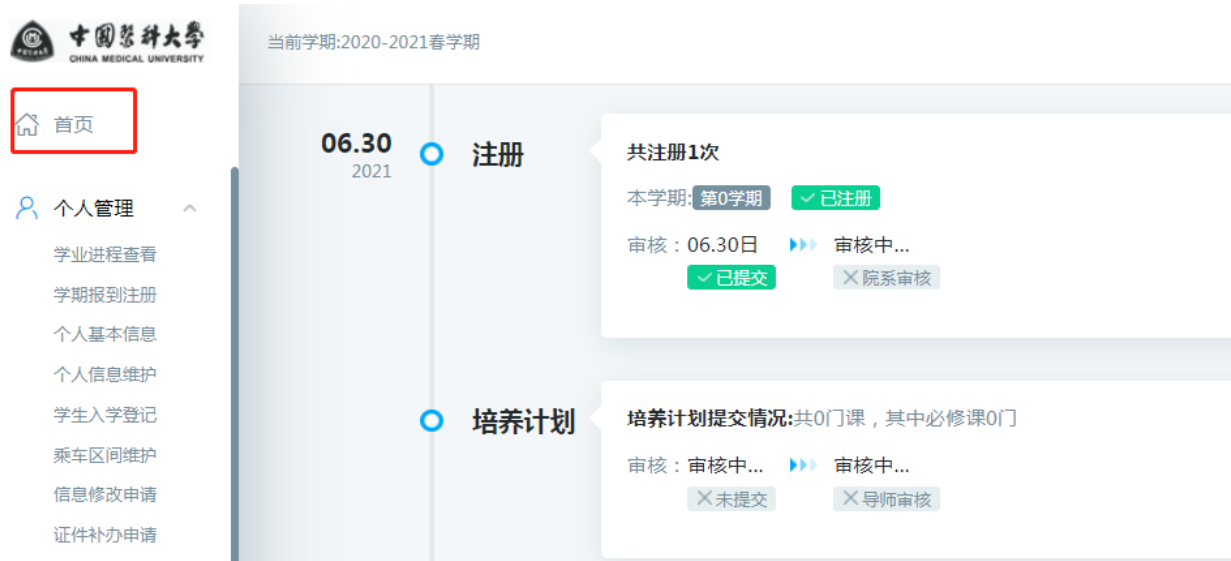 中國醫科大學
CHINA MEDICAL UNIVERSITY
当前学期:2020-2021春学期
首页
个人管理
学业进程查看
学期报到注册
个人基本信息
个人信息维护
学生入学登记
乘车区间维护
信息修改申请
证件补办申请
06.30
2021
注册
共注册1次
本学期:第0学期 已注册
审核：06.30日 审核中...
已提交 院系审核
培养计划
培养计划提交情况:共0门课，其中必修课0门
审核：审核中... 审核中...
未提交 导师审核